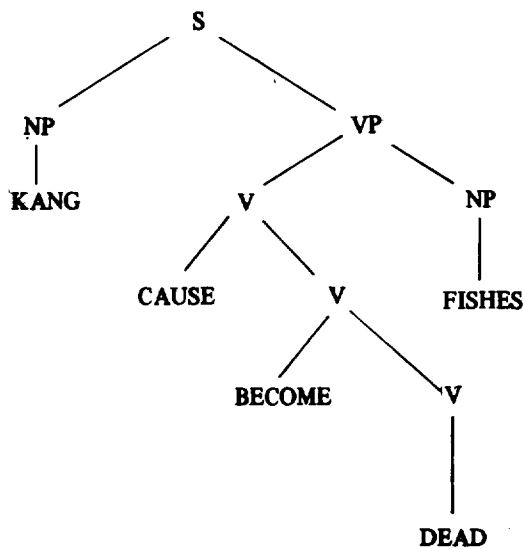 S
NP VP
KANG V NP
CAUSE V FISHES
BECOME V
DEAD